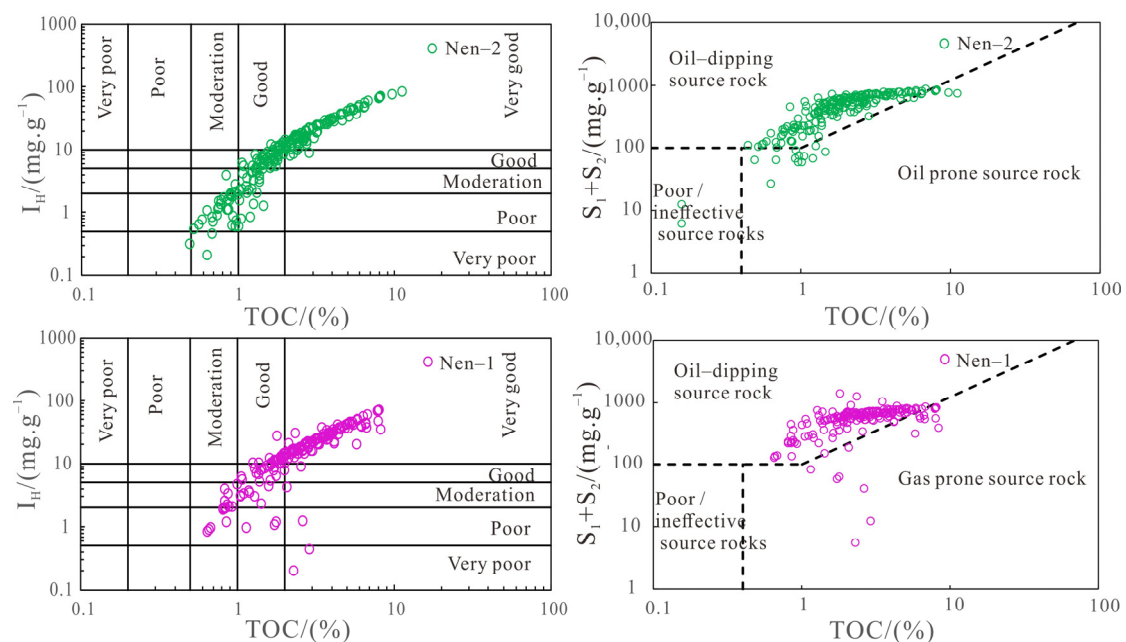 1000
100
10
1
0.1
I_H/(mg.g⁻¹)
Very poor
Poor
Moderation
Good
Very good
Nen–2
Good
Moderation
Poor
Very poor
0.1
1
10
100
TOC/(%)
10,000
1000
100
10
1
S₁+S₂/(mg.g⁻¹)
Oil–dipping
source rock
Nen–2
Oil prone source rock
Poor /
ineffective
source rocks
0.1
1
10
100
TOC/(%)
1000
100
10
1
0.1
I_H/(mg.g⁻¹)
Very poor
Poor
Moderation
Good
Very good
Nen–1
Good
Moderation
Poor
Very poor
0.1
1
10
100
TOC/(%)
10,000
1000
100
10
1
S₁+S₂/(mg.g⁻¹)
Oil–dipping
source rock
Nen–1
Gas prone source rock
Poor /
ineffective
source rocks
0.1
1
10
100
TOC/(%)